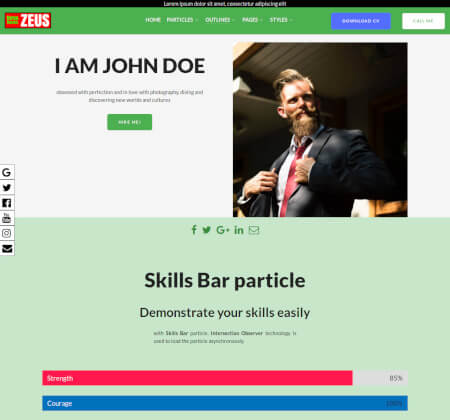 Lorem ipsum dolor sit amet, consectetur adipiscing elit
ZEUS
HOME PARTICLES OUTLINES PAGES STYLES
DOWNLOAD CV
CALL ME
I AM JOHN DOE
obsessed with perfection and in love with photography, diving and
discovering new worlds and cultures
HIRE ME!
Skills Bar particle
Demonstrate your skills easily
with Skills Bar particle. Intersection Observer technology is
used to load the particle asynchronously.
Strength 85%
Courage 100%